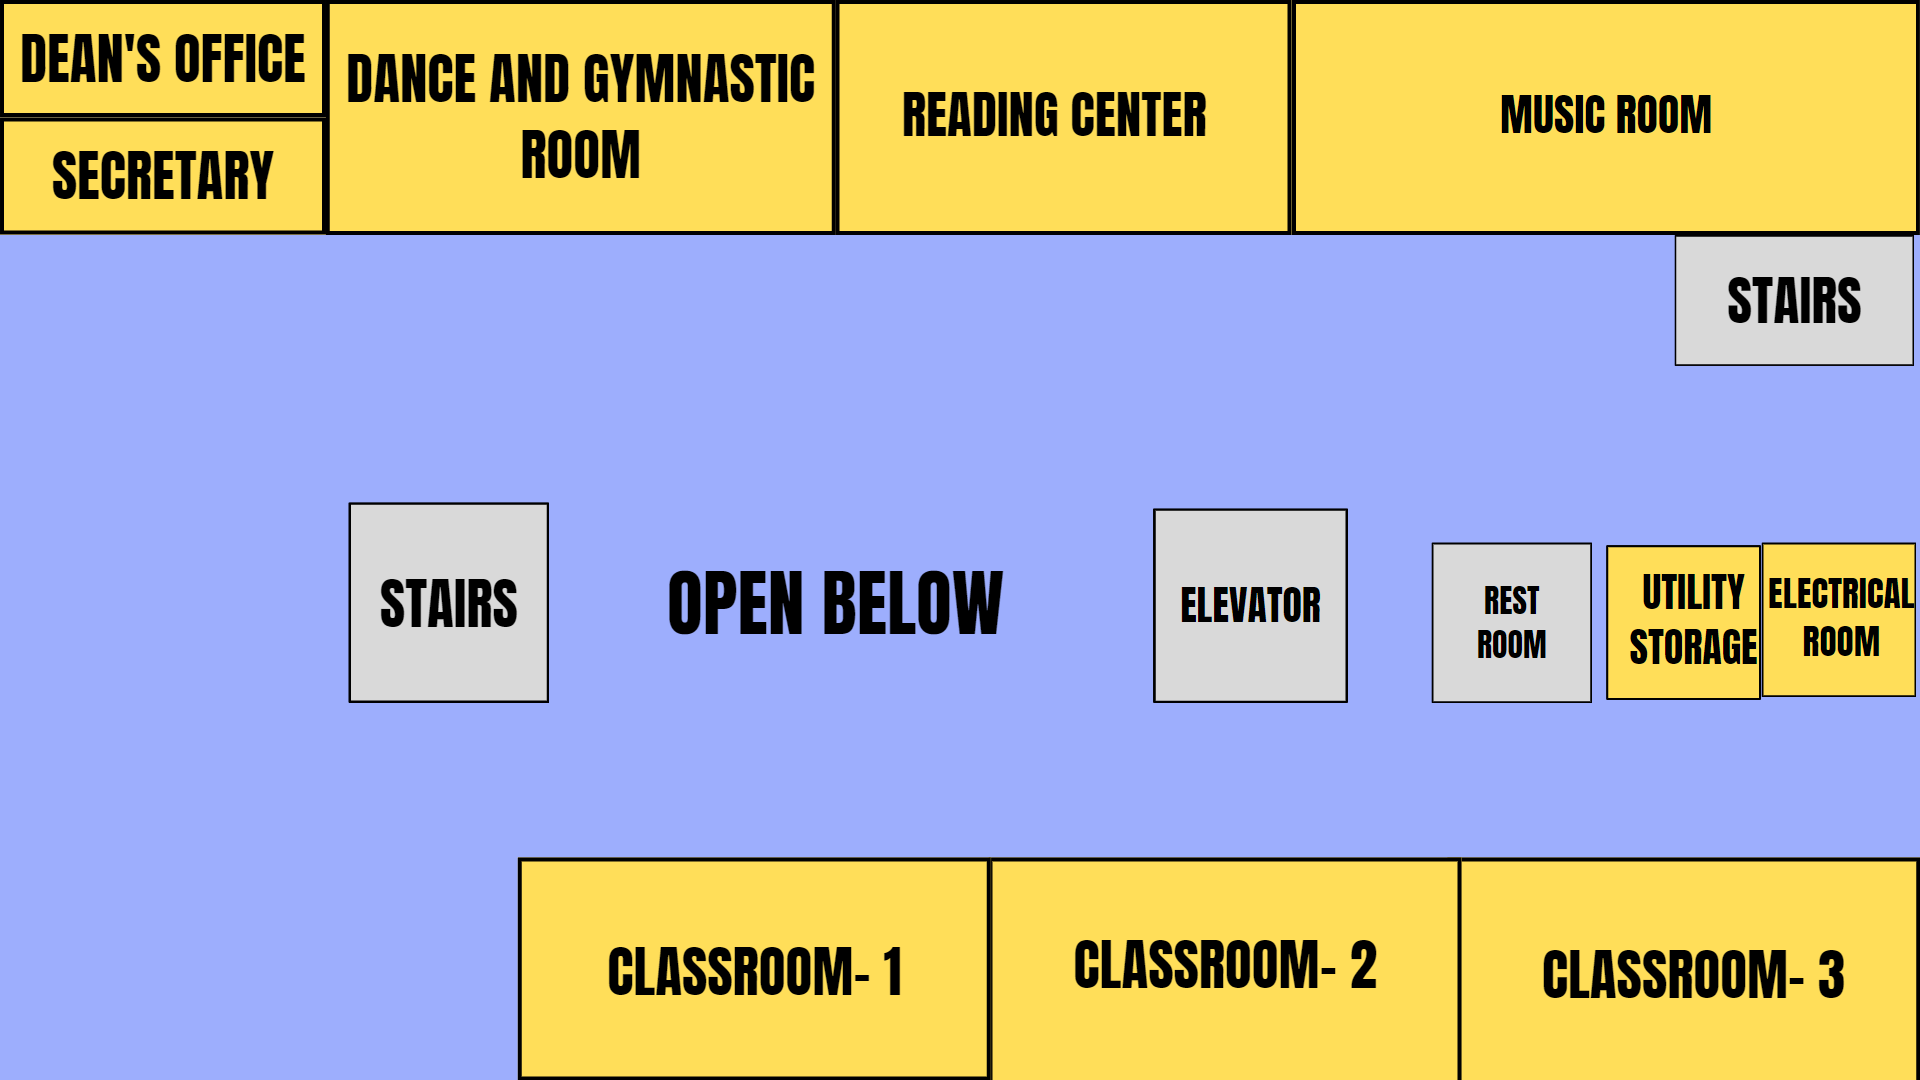 DEAN'S OFFICE
SECRETARY
DANCE AND GYMNASTIC
ROOM
READING CENTER
MUSIC ROOM
STAIRS
STAIRS
OPEN BELOW
ELEVATOR
REST
ROOM
UTILITY
STORAGE
ELECTRICAL
ROOM
CLASSROOM- 1
CLASSROOM- 2
CLASSROOM- 3